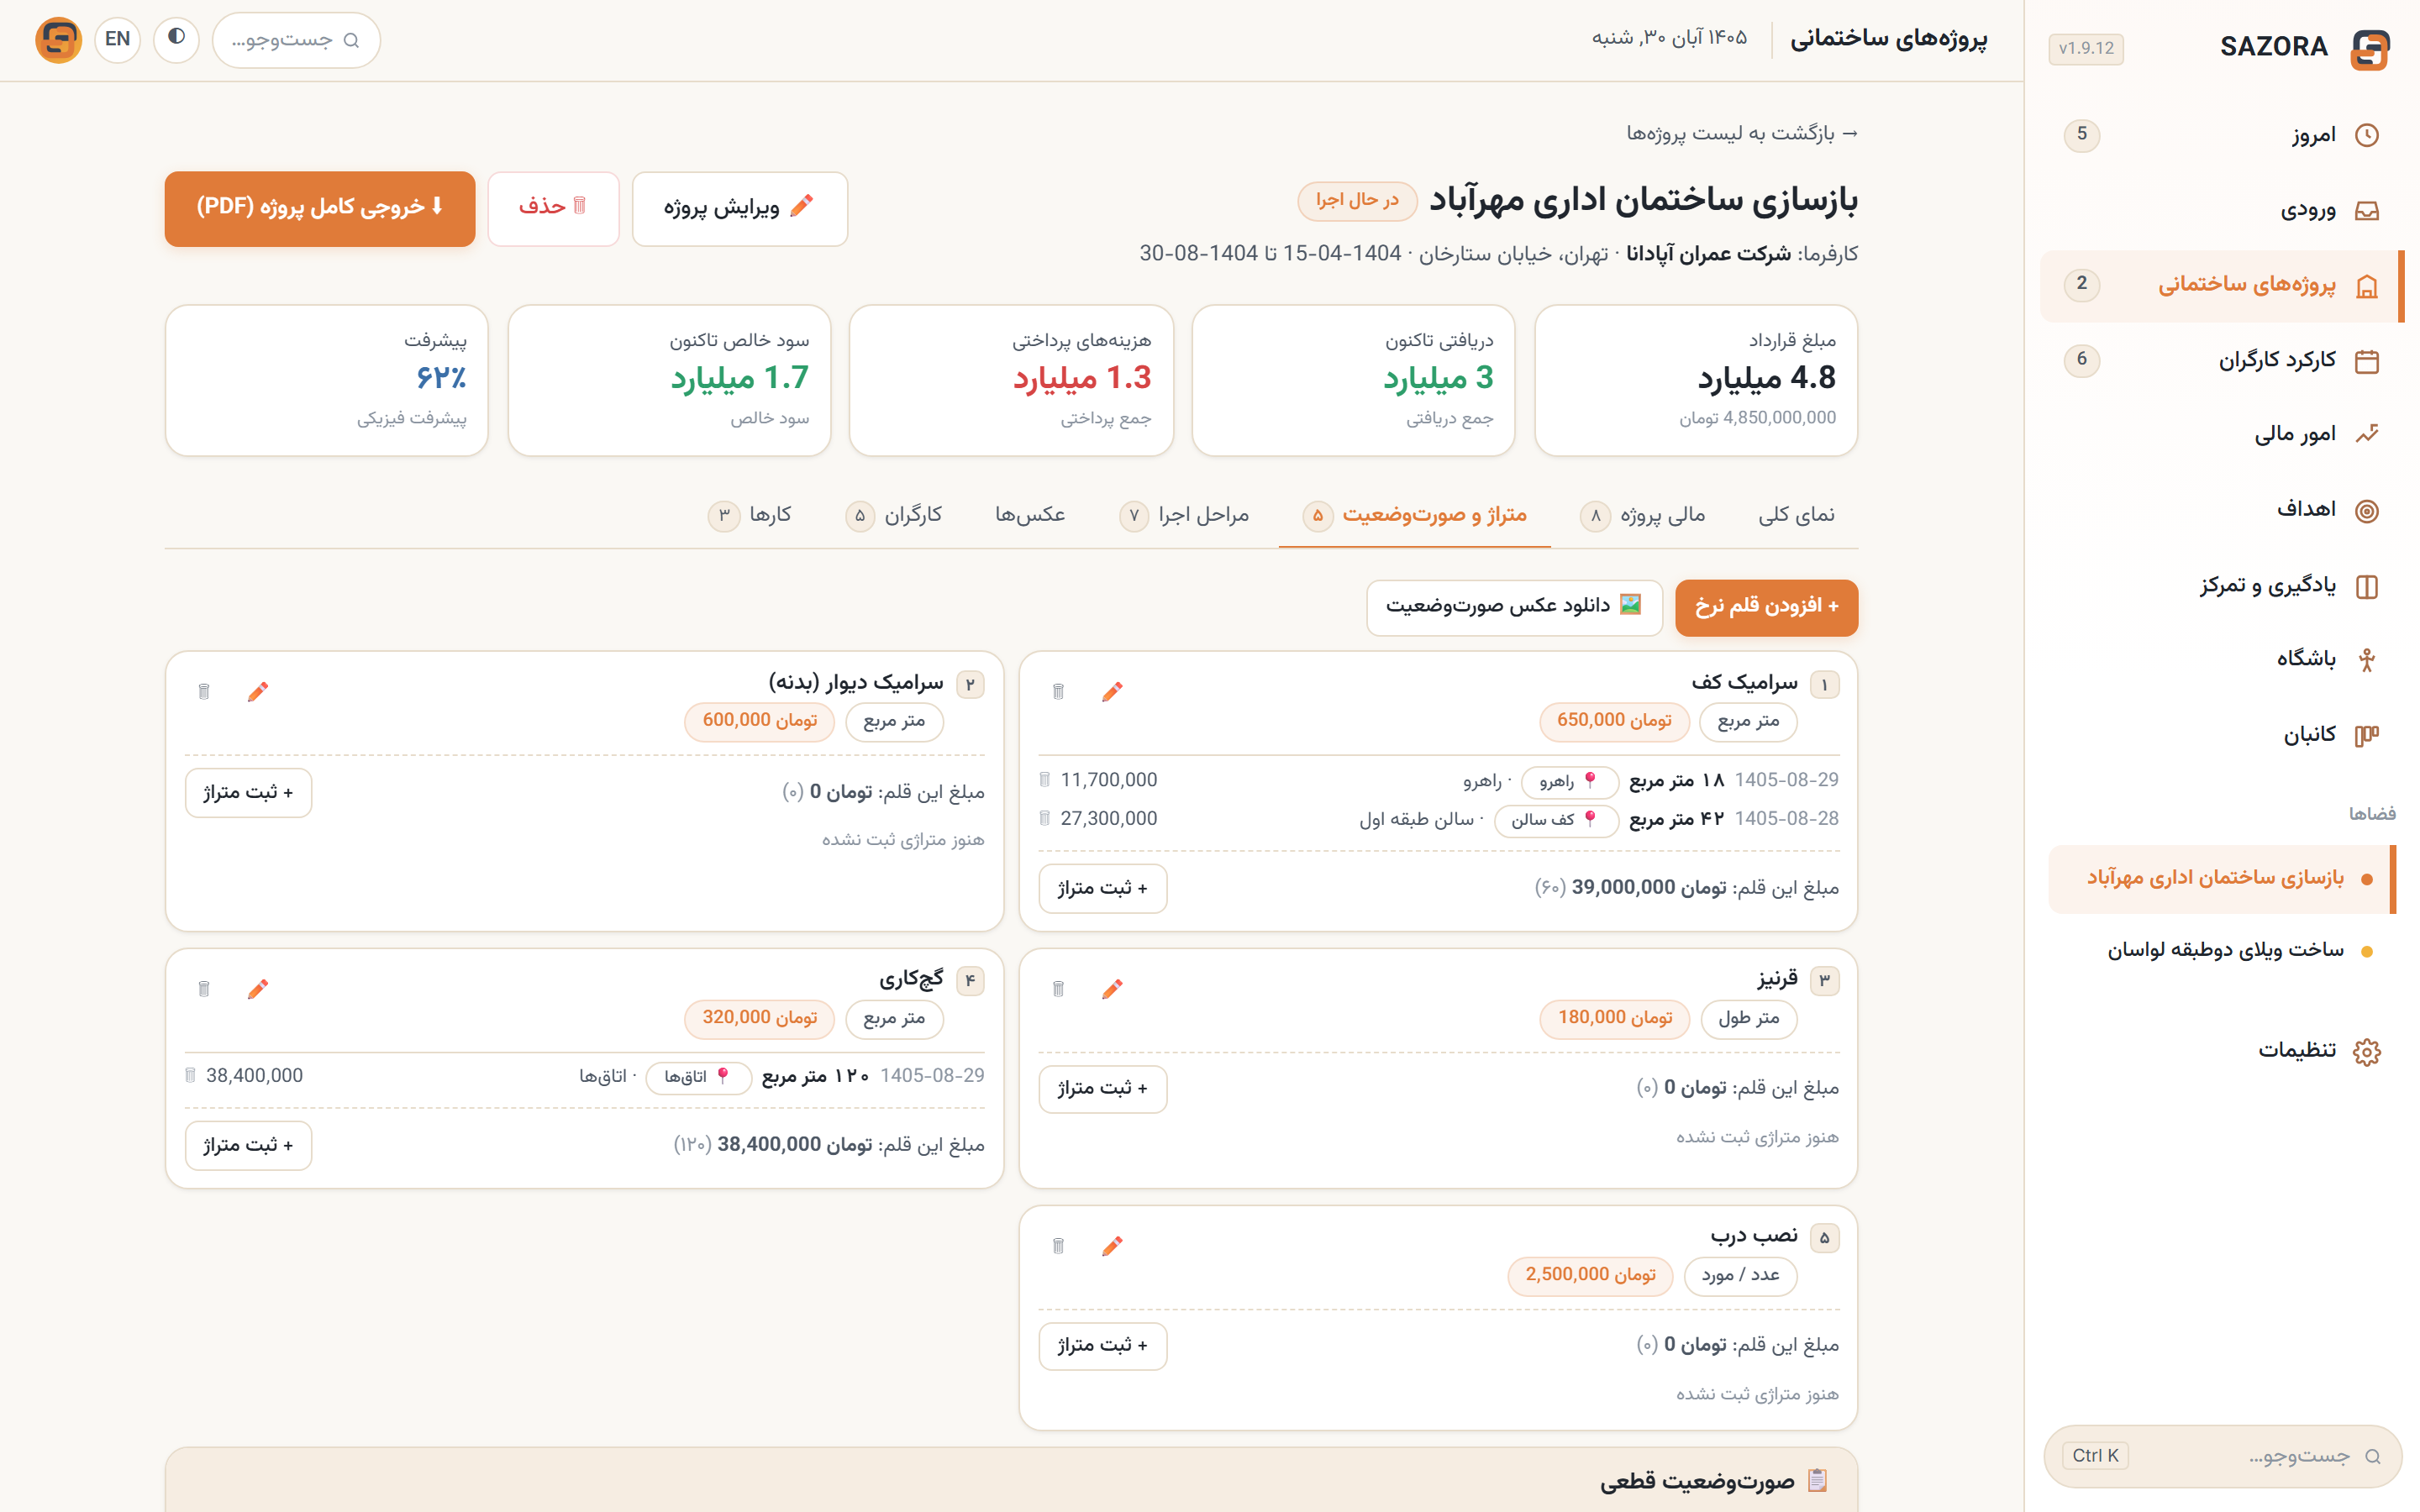 SAZORA
v1.9.12
امروز 5
ورودی
پروژه‌های ساختمانی 2
کارکرد کارگران 6
امور مالی
اهداف
یادگیری و تمرکز
باشگاه
کانبان
فضاها
بازسازی ساختمان اداری مهرآباد
ساخت ویلای دوطبقه لواسان
تنظیمات
جست‌وجو... Ctrl K
پروژه‌های ساختمانی
۱۴۰۵ آبان ۳۰, شنبه
جست‌وجو...
EN
→ بازگشت به لیست پروژه‌ها
بازسازی ساختمان اداری مهرآباد در حال اجرا
کارفرما: شرکت عمران آپادانا · تهران، خیابان ستارخان · 1404-04-15 تا 1404-08-30
✏️ ویرایش پروژه
🗑 حذف
⬇ خروجی کامل پروژه (PDF)
مبلغ قرارداد
4.8 میلیارد
4,850,000,000 تومان
دریافتی تاکنون
3 میلیارد
جمع دریافتی
هزینه‌های پرداختی
1.3 میلیارد
جمع پرداختی
سود خالص تاکنون
1.7 میلیارد
سود خالص
پیشرفت
۶۲٪
پیشرفت فیزیکی
نمای کلی
مالی پروژه ۸
متراژ و صورت‌وضعیت ۵
مراحل اجرا ۷
عکس‌ها
کارگران ۵
کارها ۳
+ افزودن قلم نرخ
🖼️ دانلود عکس صورت‌وضعیت
۱ سرامیک کف
متر مربع تومان 650,000
1405-08-29 ۱۸ متر مربع 📍 راهرو · راهرو 11,700,000
1405-08-28 ۴۲ متر مربع 📍 کف سالن · سالن طبقه اول 27,300,000
مبلغ این قلم: تومان 39,000,000 (۶۰)
+ ثبت متراژ
۲ سرامیک دیوار (بدنه)
متر مربع تومان 600,000
مبلغ این قلم: تومان 0 (۰)
+ ثبت متراژ
هنوز متراژی ثبت نشده
۳ قرنیز
متر طول تومان 180,000
مبلغ این قلم: تومان 0 (۰)
+ ثبت متراژ
هنوز متراژی ثبت نشده
۴ گچ‌کاری
متر مربع تومان 320,000
1405-08-29 ۱۲۰ متر مربع 📍 اتاق‌ها · اتاق‌ها 38,400,000
مبلغ این قلم: تومان 38,400,000 (۱۲۰)
+ ثبت متراژ
۵ نصب درب
عدد / مورد تومان 2,500,000
مبلغ این قلم: تومان 0 (۰)
+ ثبت متراژ
هنوز متراژی ثبت نشده
📋 صورت‌وضعیت قطعی